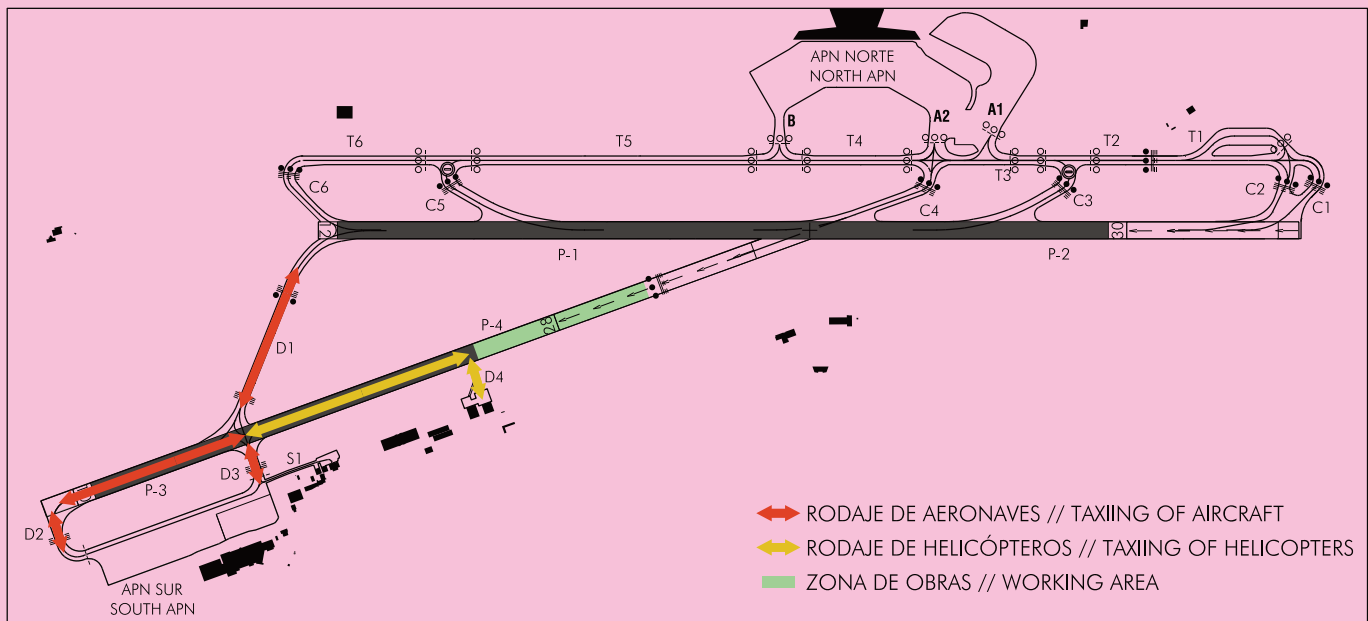 APN NORTE
NORTH APN
B
A2
A1
T6
T5
T4
T2
T1
T3
C6
C5
C4
C3
C2
C1
12
30
P-1
P-2
P-4
28
D1
D4
D3
S1
P-3
D2
APN SUR
SOUTH APN
RODAJE DE AERONAVES // TAXIING OF AIRCRAFT
RODAJE DE HELICÓPTEROS // TAXIING OF HELICOPTERS
ZONA DE OBRAS // WORKING AREA